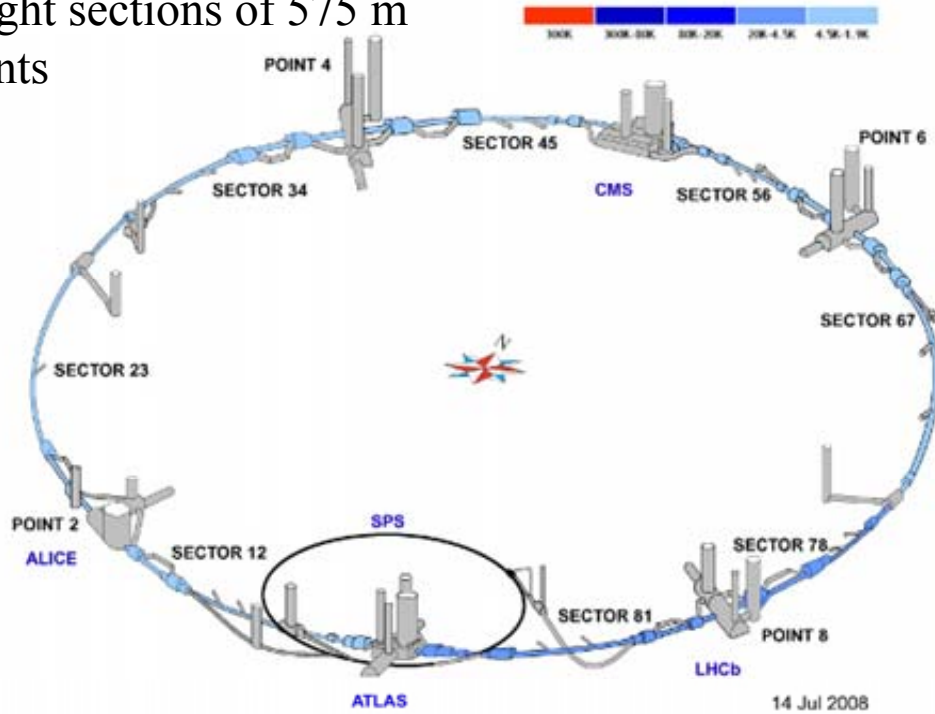 ght sections of 575 m
nts
300K
300K-80K
80K-20K
20K-4.5K
4.5K-1.9K
POINT 4
SECTOR 45
POINT 6
SECTOR 34
CMS
SECTOR 56
SECTOR 67
N
SECTOR 23
POINT 2
SPS
ALICE
SECTOR 12
SECTOR 78
SECTOR 81
POINT 8
LHCb
ATLAS
14 Jul 2008